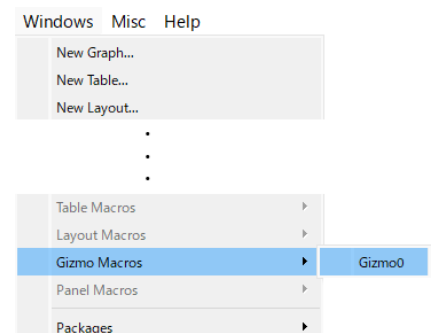 Windows Misc Help
New Graph...
New Table...
New Layout...
Table Macros
Layout Macros
Gizmo Macros Gizmo0
Panel Macros
Packages